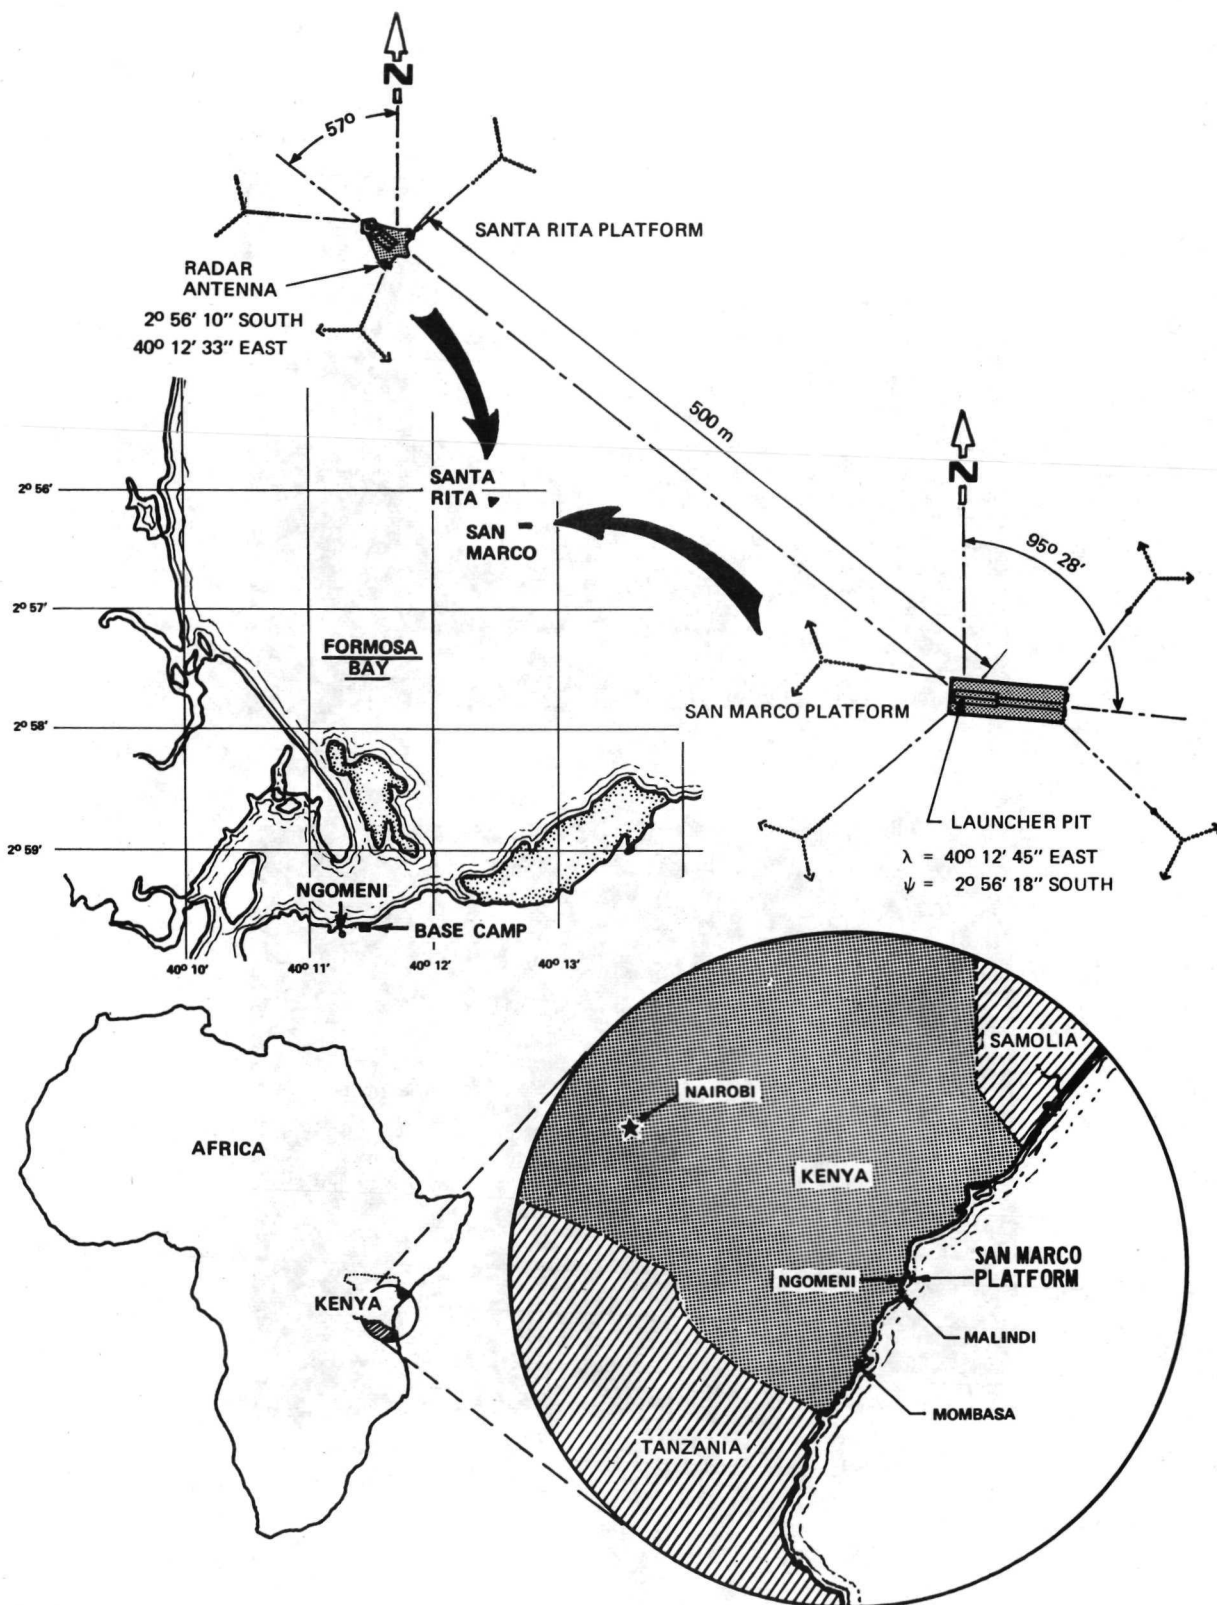 N
57°
SANTA RITA PLATFORM
RADAR
ANTENNA
2° 56' 10" SOUTH
40° 12' 33" EAST
500 m
N
95° 28'
SANTA
RITA
SAN
MARCO
2° 56'
2° 57'
2° 58'
2° 59'
FORMOSA
BAY
SAN MARCO PLATFORM
LAUNCHER PIT
λ = 40° 12' 45" EAST
ψ = 2° 56' 18" SOUTH
NGOMENI
BASE CAMP
40° 10'
40° 11'
40° 12'
40° 13'
AFRICA
KENYA
SAMOLIA
NAIROBI
KENYA
SAN MARCO
PLATFORM
NGOMENI
MALINDI
MOMBASA
TANZANIA